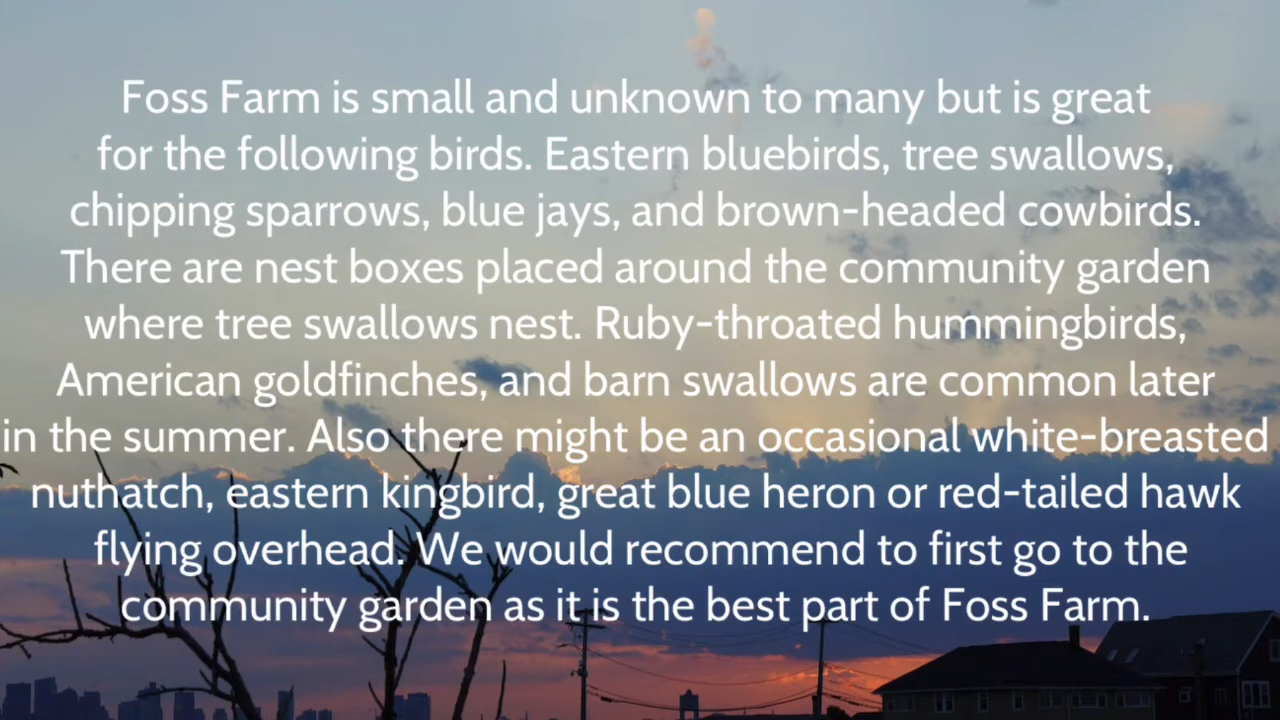 Foss Farm is small and unknown to many but is great
for the following birds. Eastern bluebirds, tree swallows,
chipping sparrows, blue jays, and brown-headed cowbirds.
There are nest boxes placed around the community garden
where tree swallows nest. Ruby-throated hummingbirds,
American goldfinches, and barn swallows are common later
in the summer. Also there might be an occasional white-breasted
nuthatch, eastern kingbird, great blue heron or red-tailed hawk
flying overhead. We would recommend to first go to the
community garden as it is the best part of Foss Farm.